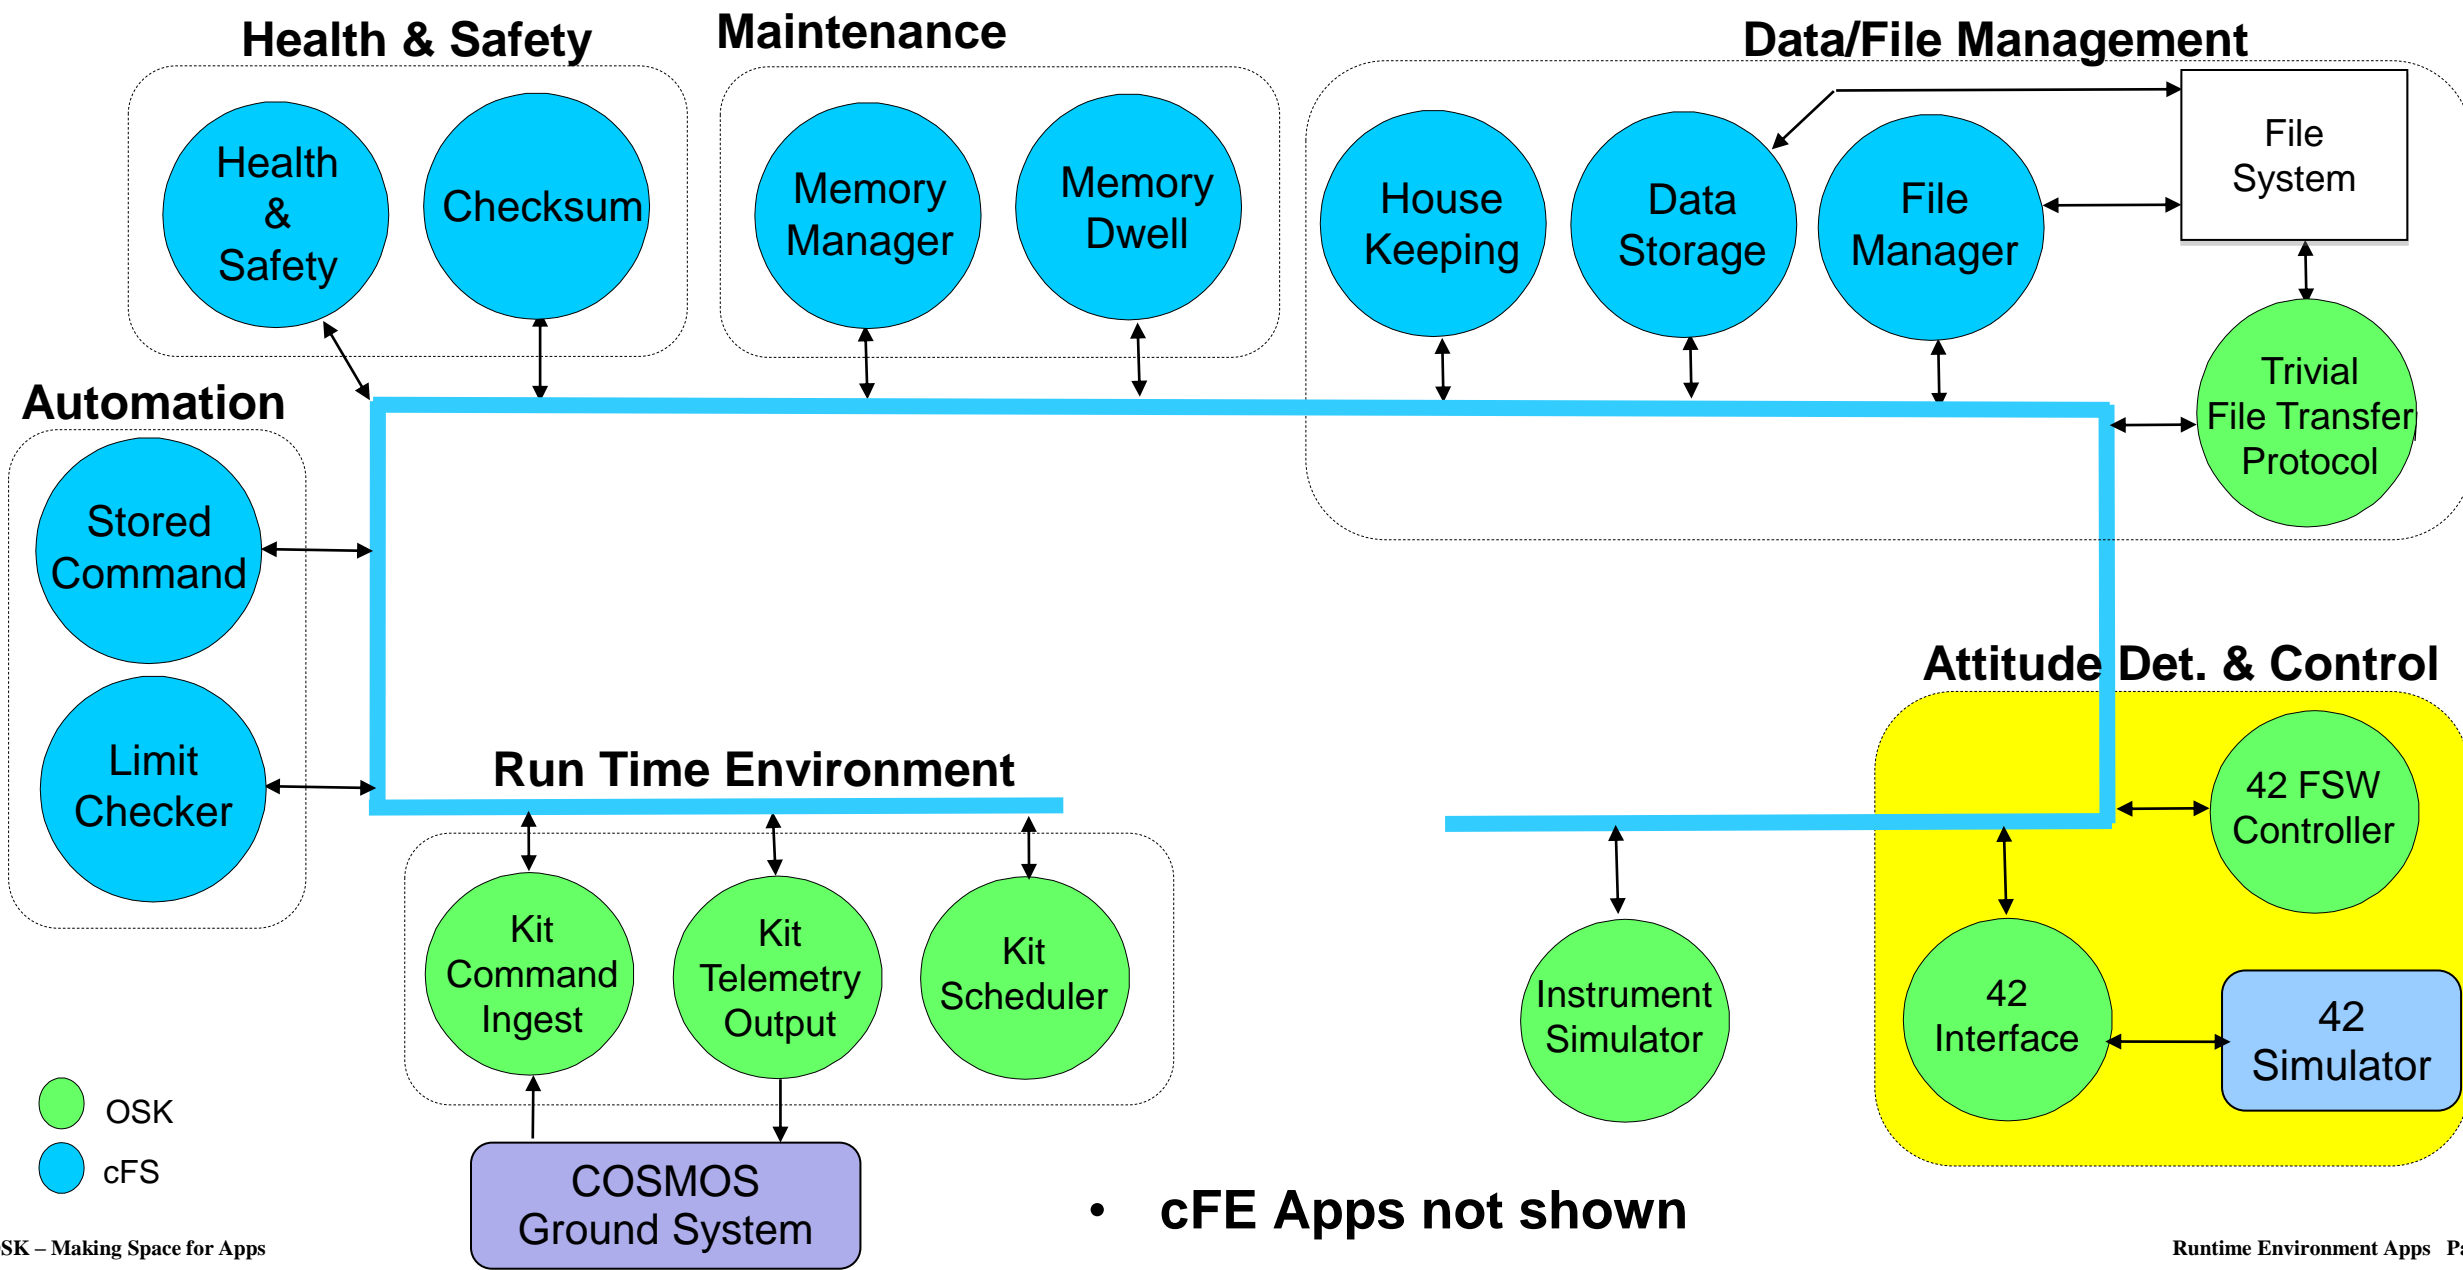 Health & Safety
Maintenance
Data/File Management
Health
&
Safety
Checksum
Memory
Manager
Memory
Dwell
House
Keeping
Data
Storage
File
Manager
File
System
Trivial
File Transfer
Protocol
Automation
Stored
Command
Limit
Checker
Run Time Environment
Kit
Command
Ingest
Kit
Telemetry
Output
Kit
Scheduler
Attitude Det. & Control
42 FSW
Controller
Instrument
Simulator
42
Interface
42
Simulator
OSK
cFS
COSMOS
Ground System
• cFE Apps not shown
SK – Making Space for Apps
Runtime Environment Apps